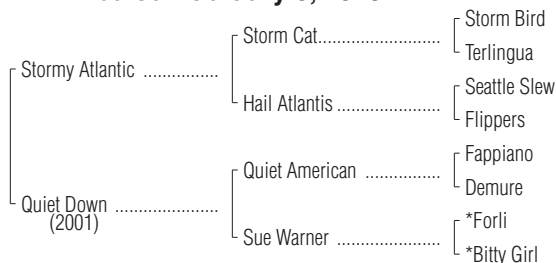 Storm Bird
Storm Cat..........................
Terlingua
Stormy Atlantic ................
Seattle Slew
Hail Atlantis ......................
Flippers
Fappiano
Quiet American ................
Demure
Quiet Down ......................
(2001)
*Forli
Sue Warner ......................
*Bitty Girl